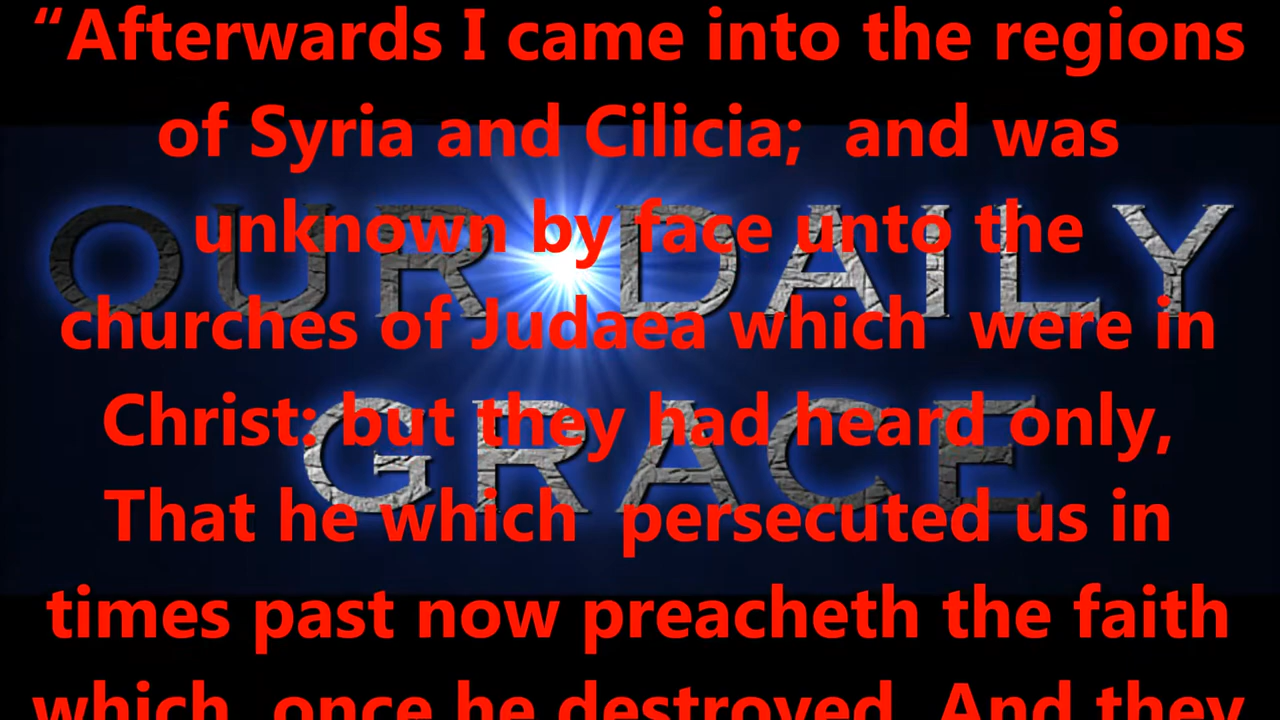 “Afterwards I came into the regions
of Syria and Cilicia;  and was
unknown by face unto the
churches of Judaea which  were in
Christ: but they had heard only,
That he which  persecuted us in
times past now preacheth the faith
which  once he destroyed. And they
OUR DAILY
GRACE